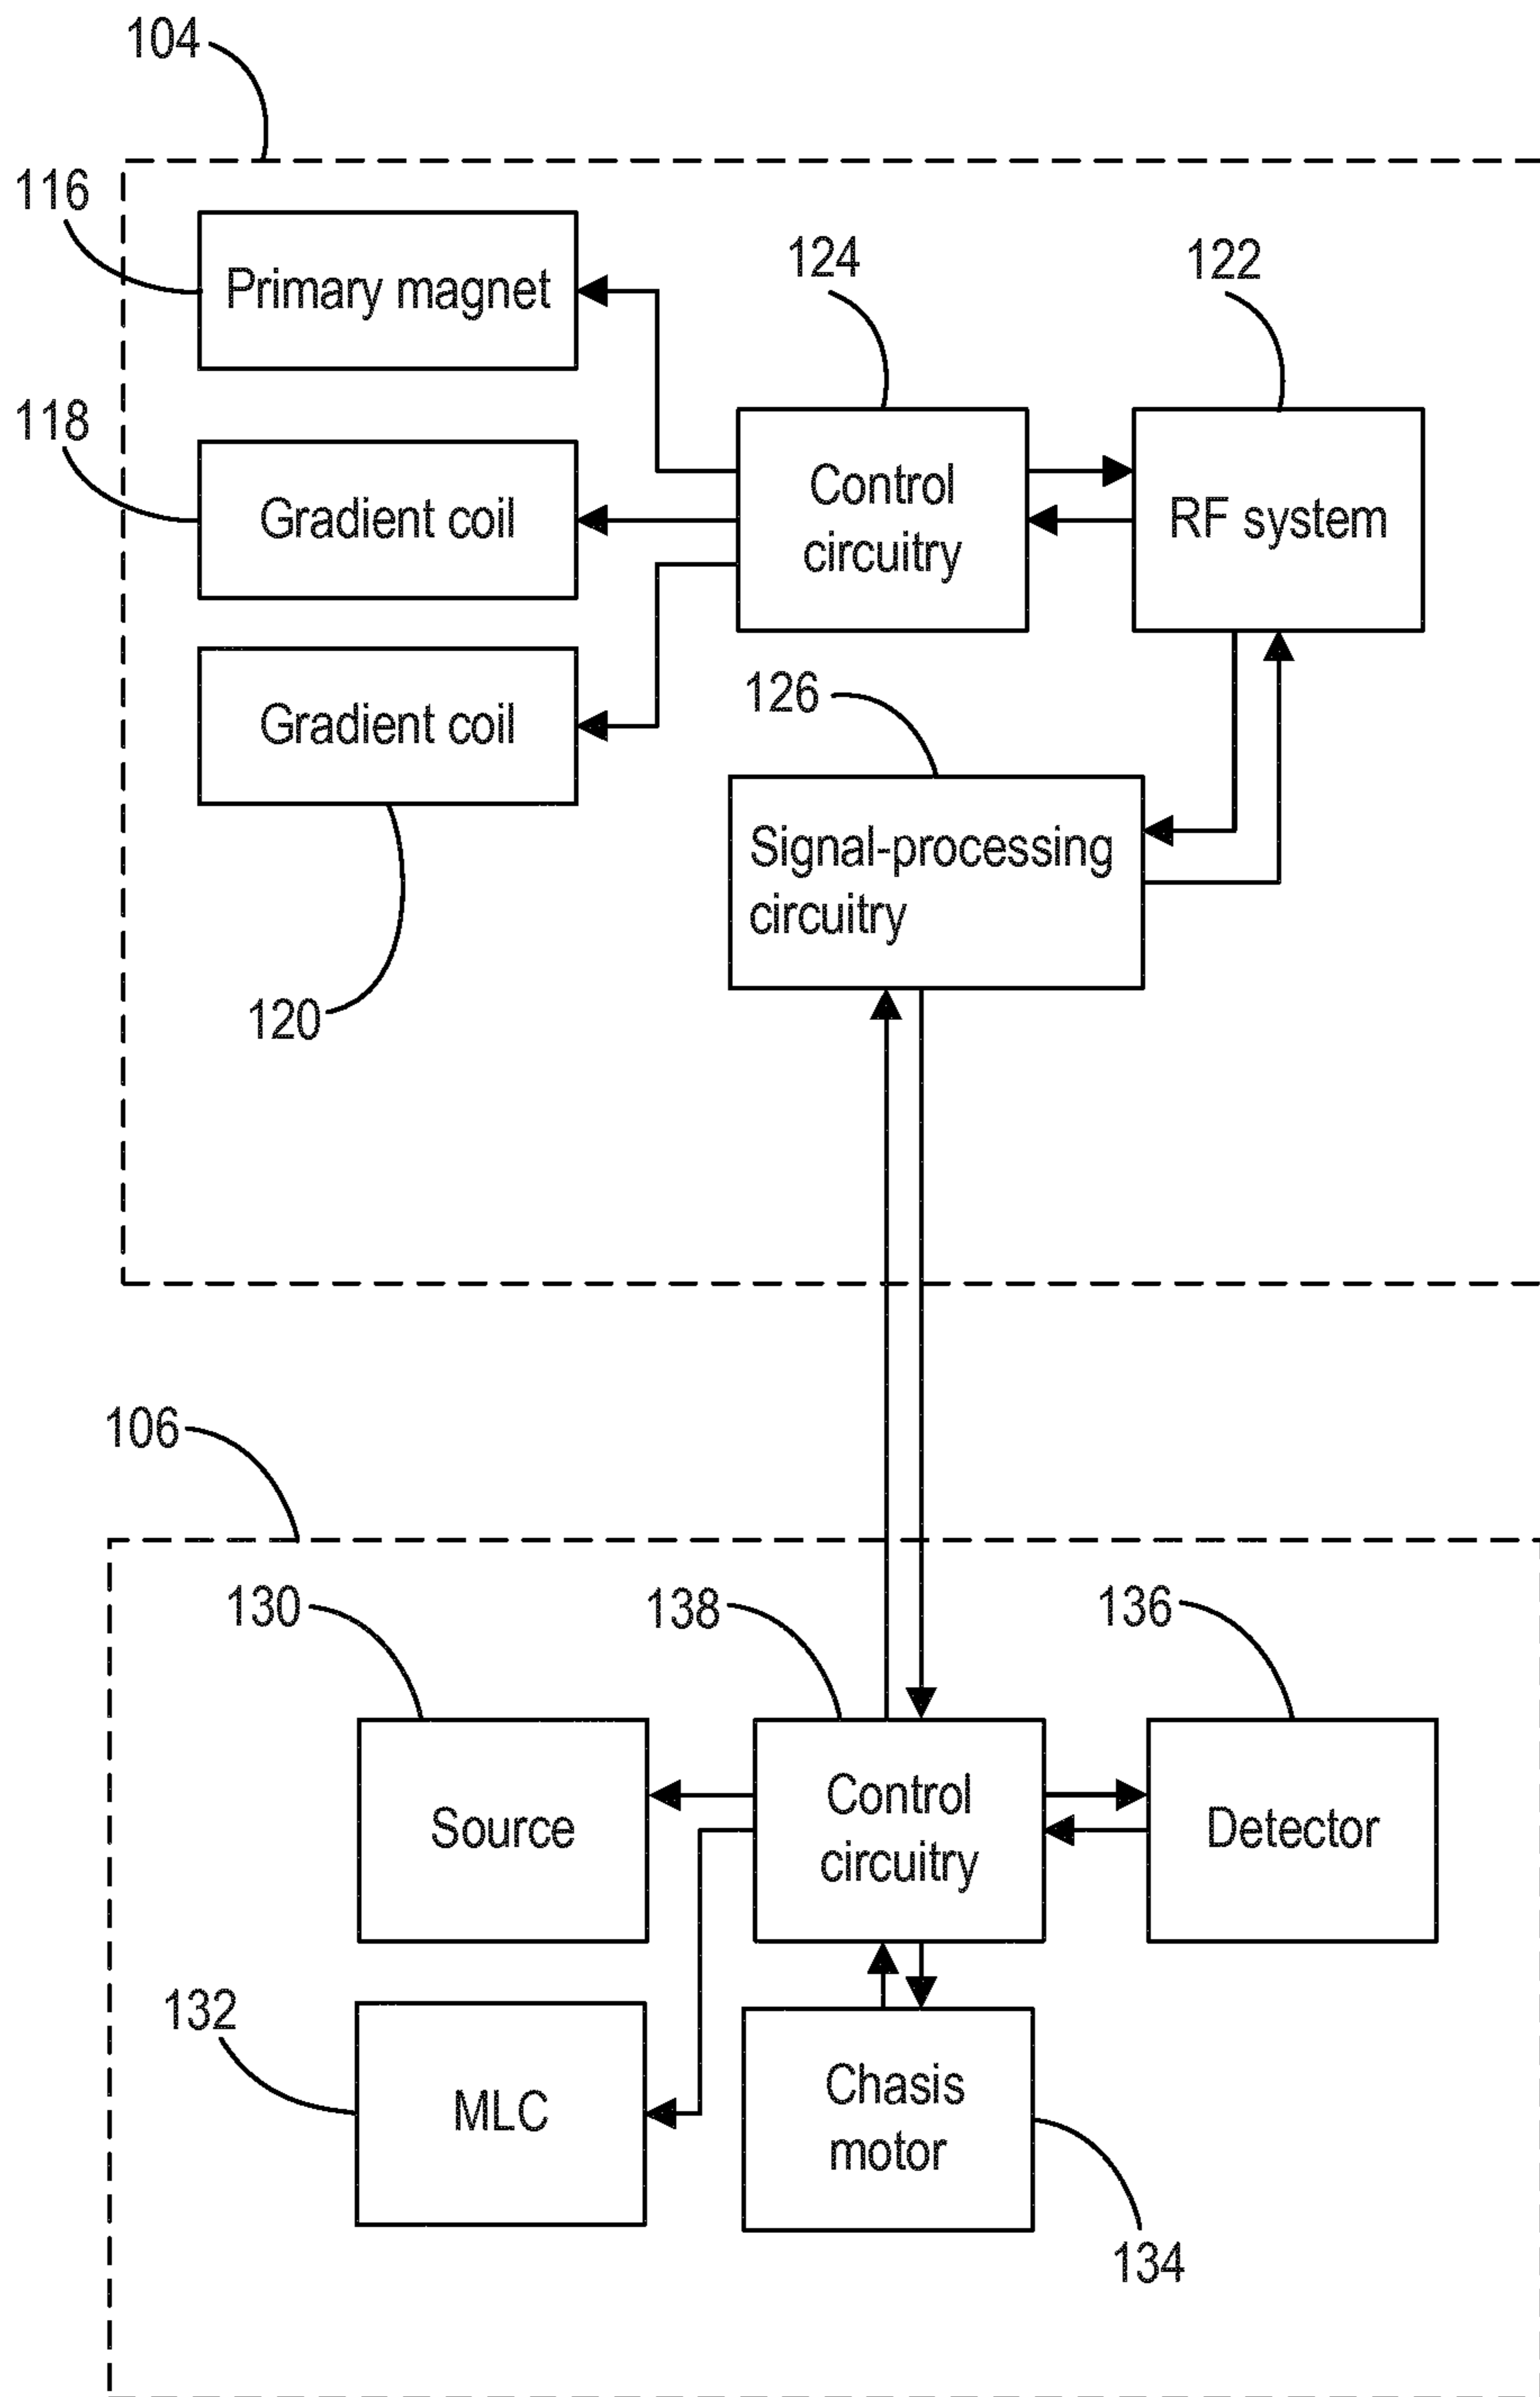 104
116
Primary magnet
124
122
118
Gradient coil
Control
circuitry
RF system
Gradient coil
126
Signal-processing
circuitry
120
106
130
138
136
Source
Control
circuitry
Detector
132
MLC
Chasis
motor
134